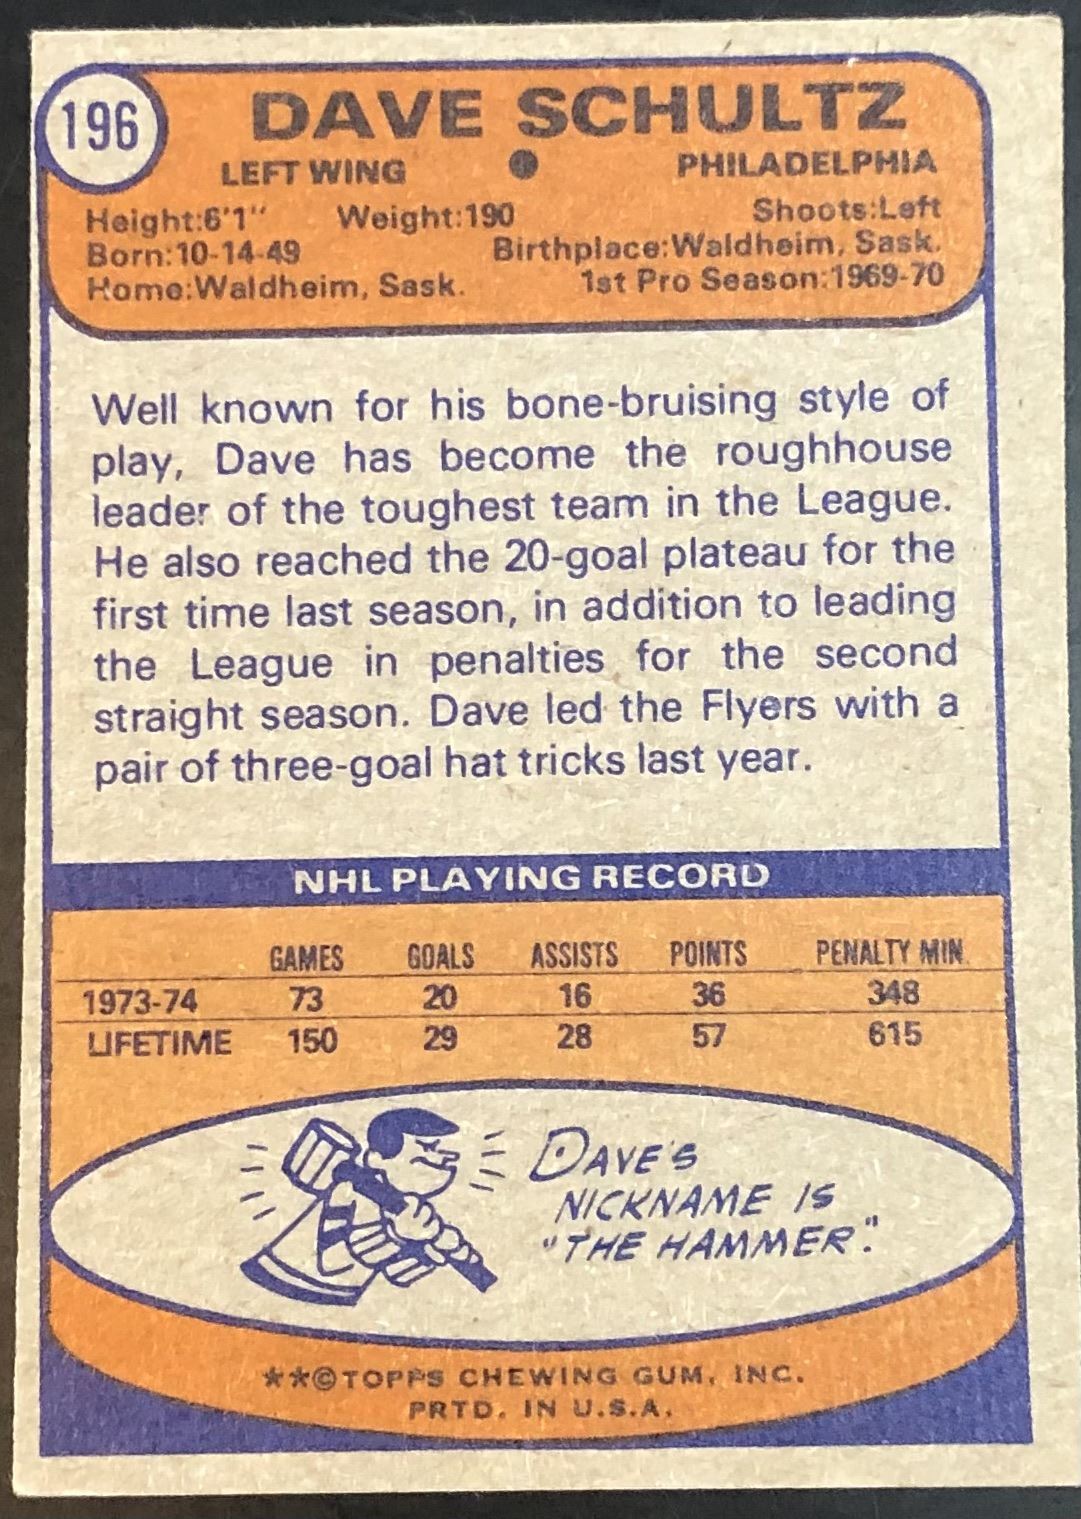 196
DAVE SCHULTZ
LEFT WING • PHILADELPHIA
Height:6'1" Weight:190 Shoots:Left
Born:10-14-49 Birthplace:Waldheim, Sask.
Home:Waldheim, Sask. 1st Pro Season:1969-70
Well known for his bone-bruising style of
play, Dave has become the roughhouse
leader of the toughest team in the League.
He also reached the 20-goal plateau for the
first time last season, in addition to leading
the League in penalties for the second
straight season. Dave led the Flyers with a
pair of three-goal hat tricks last year.
NHL PLAYING RECORD
GAMES GOALS ASSISTS POINTS PENALTY MIN.
1973-74 73 20 16 36 348
LIFETIME 150 29 28 57 615
DAVE'S
NICKNAME IS
"THE HAMMER."
**©TOPPS CHEWING GUM, INC.
PRTD. IN U.S.A.